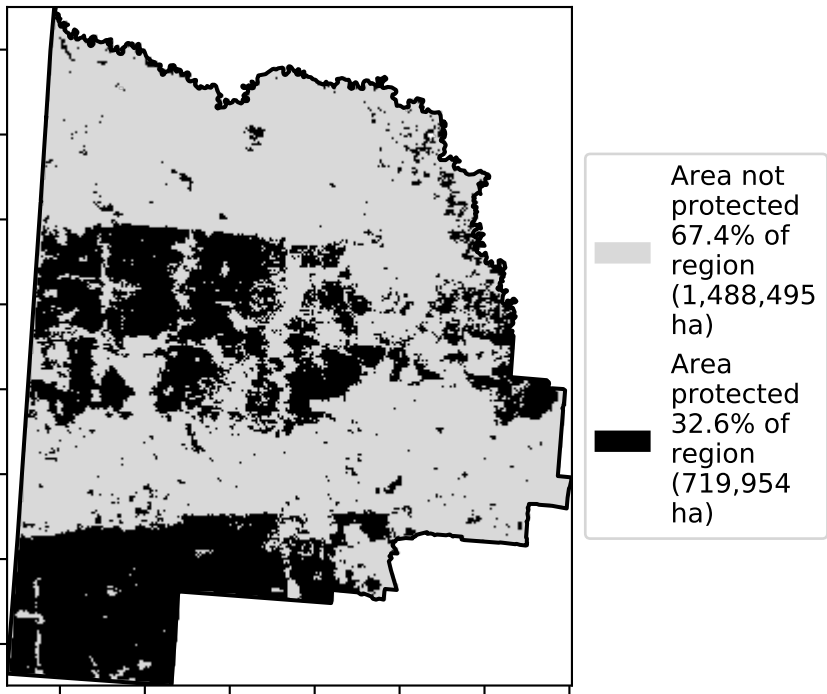 Area not
protected
67.4% of
region
(1,488,495
ha)
Area
protected
32.6% of
region
(719,954
ha)